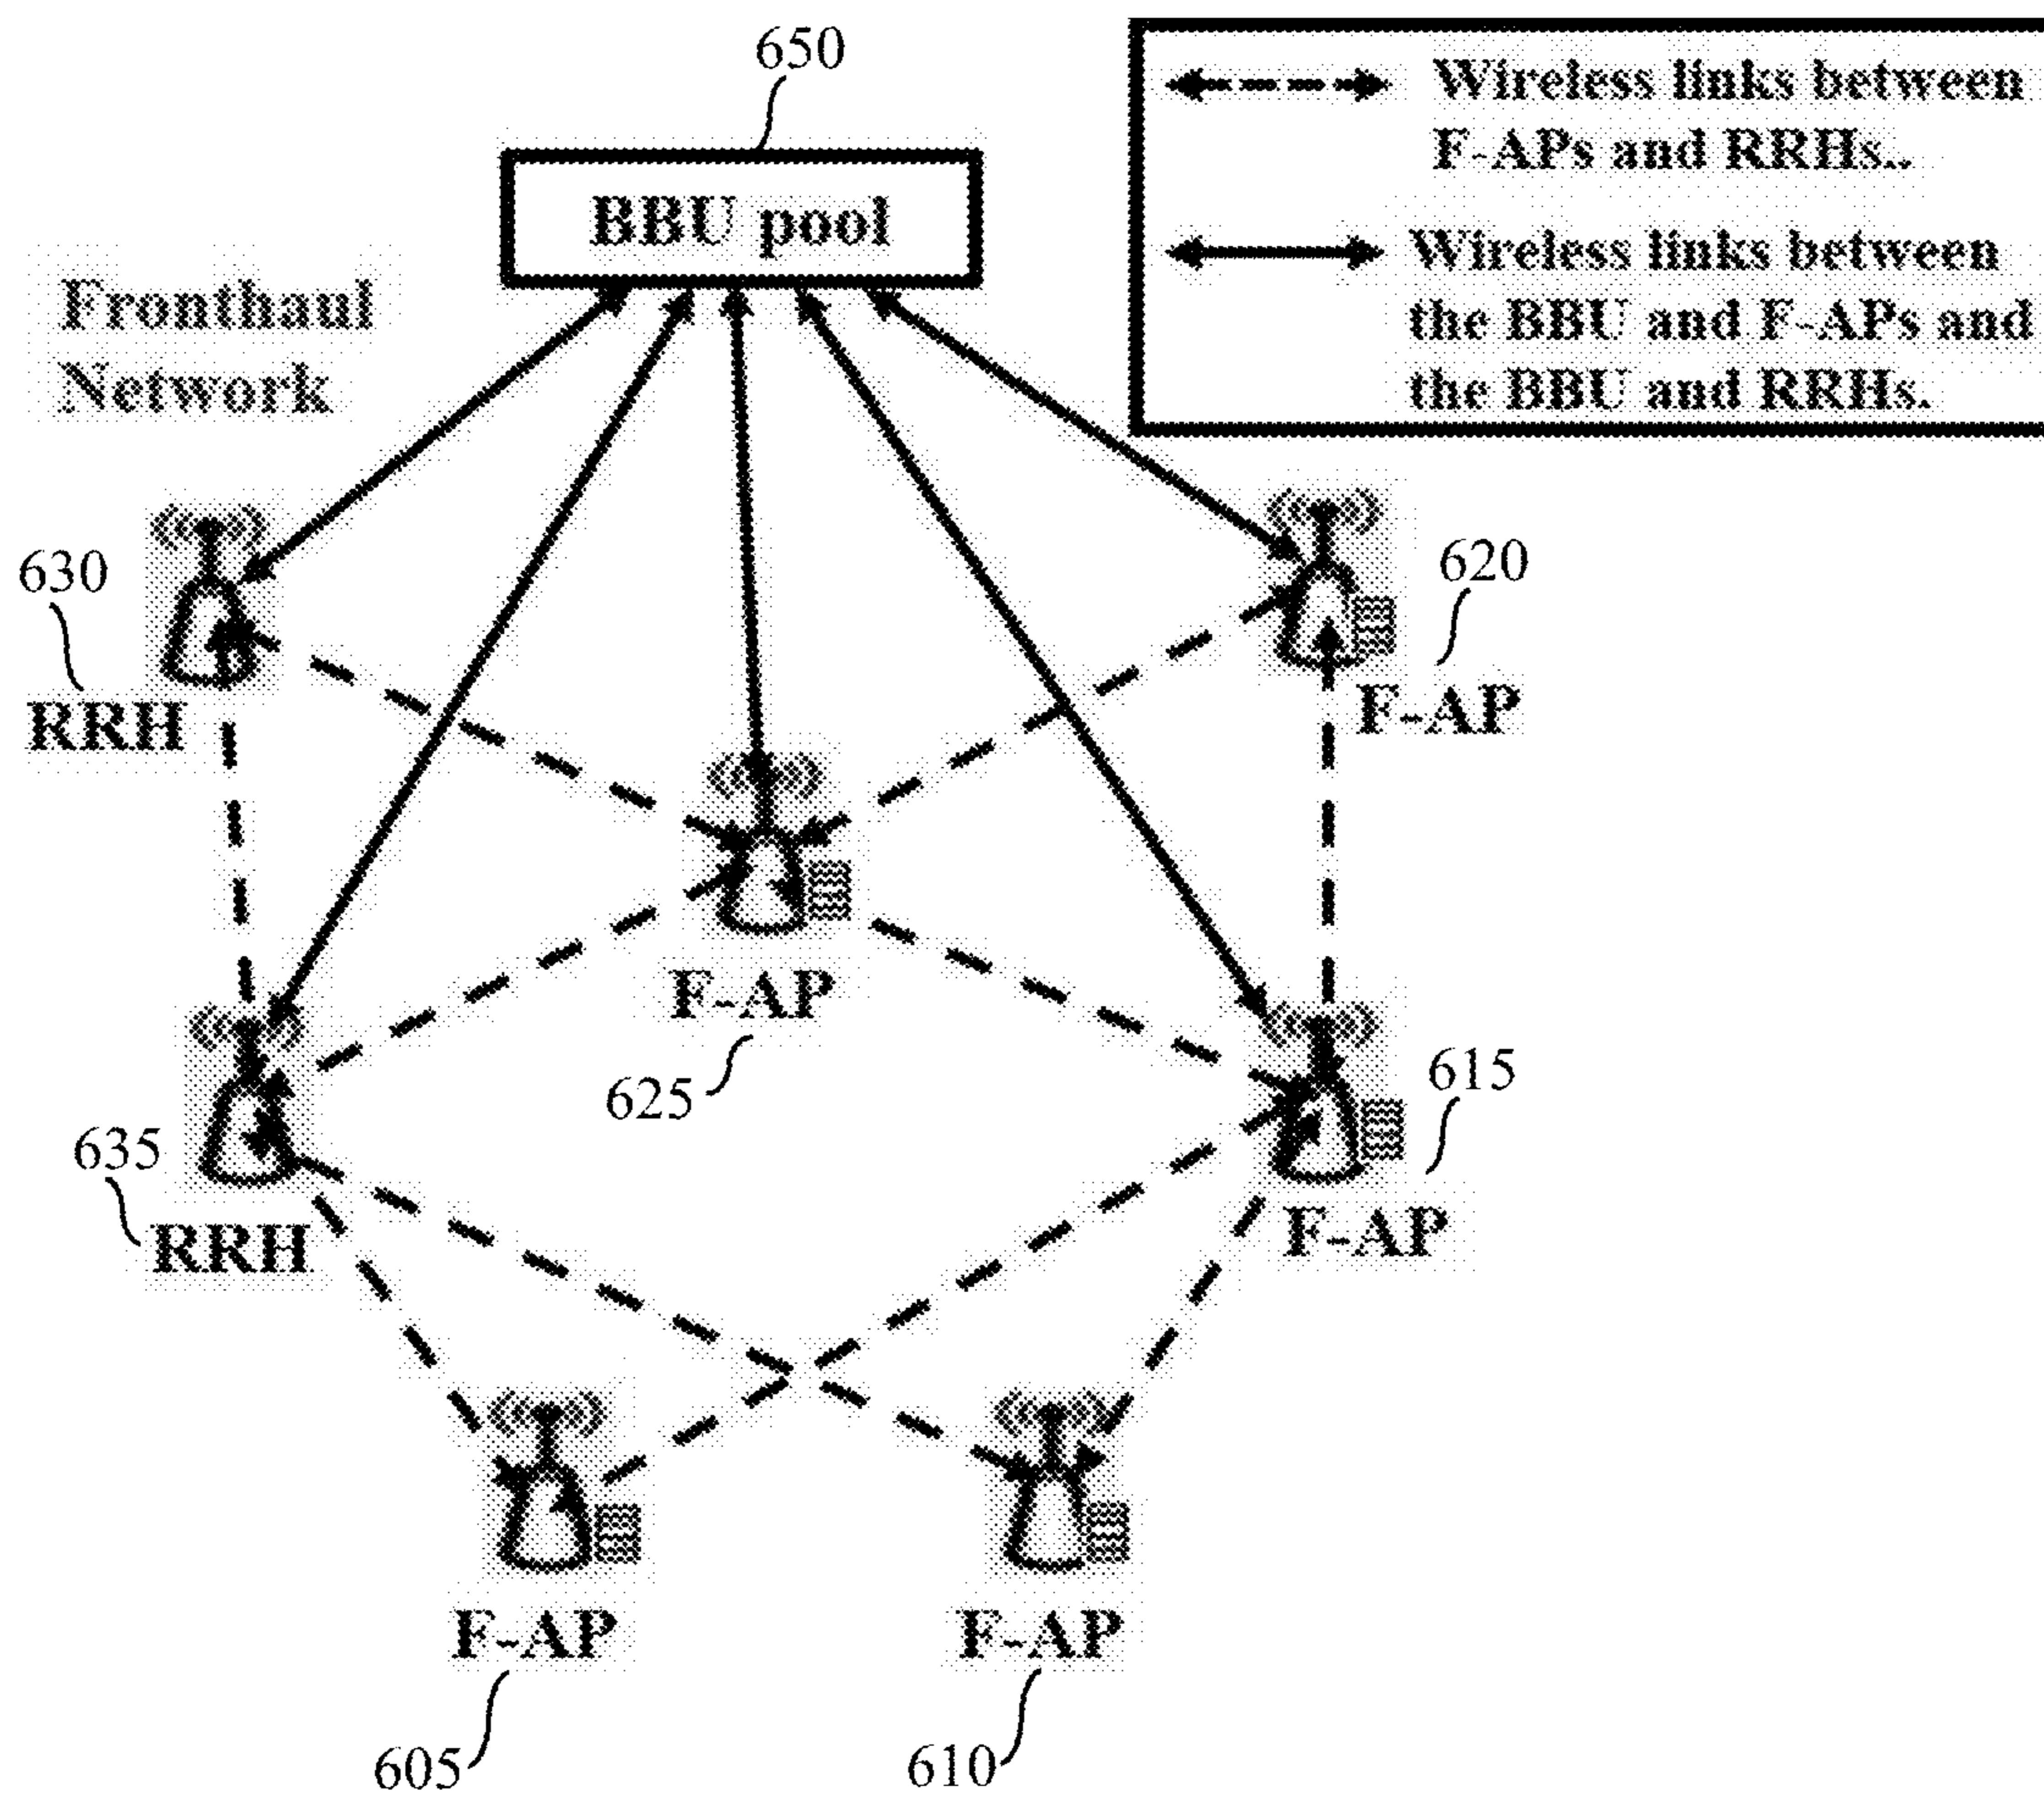 650
Wireless links between
F-APs and RRHs..
BBU pool
Wireless links between
the BBU and F-APs and
the BBU and RRHs.
Fronthaul
Network
630
620
RRH
F-AP
F-AP
625
615
635
RRH
F-AP
F-AP
F-AP
605
610